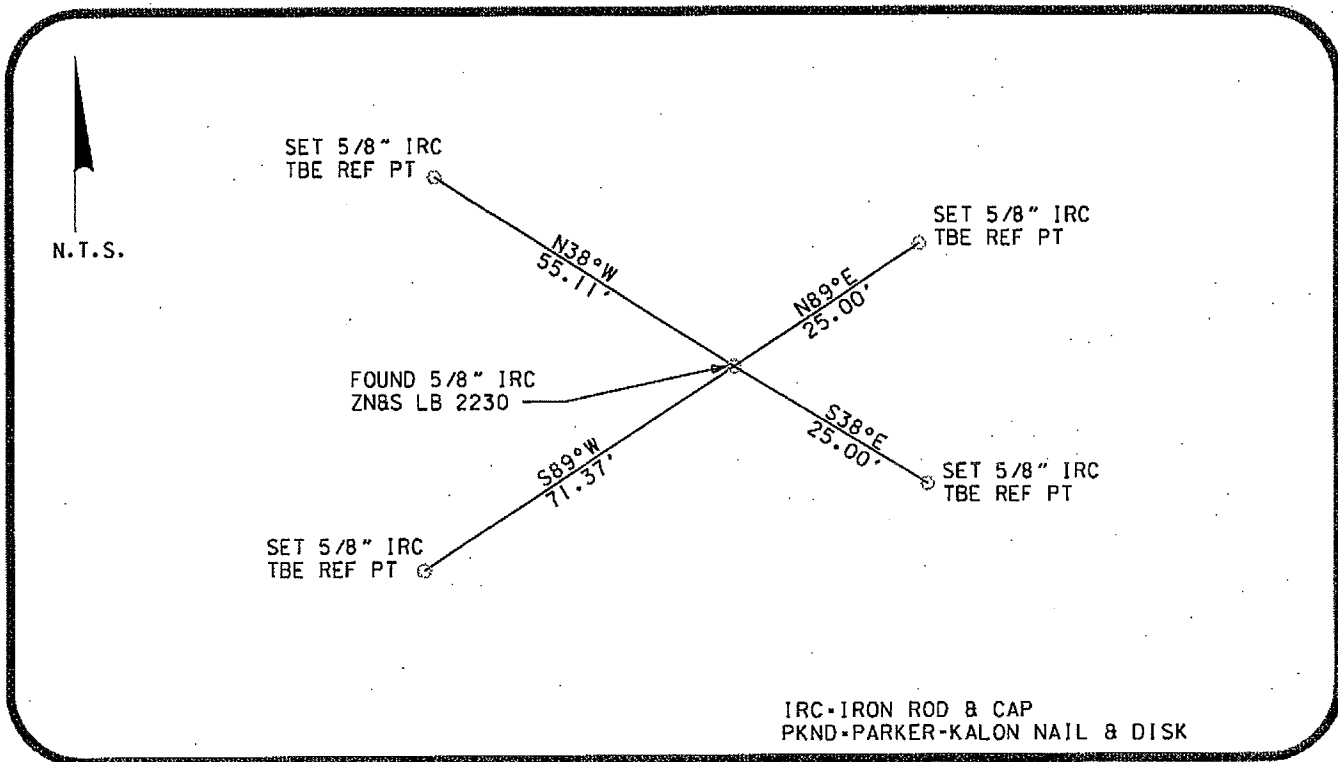 SET 5/8" IRC
TBE REF PT
SET 5/8" IRC
TBE REF PT
N.T.S.
N38°W
55.11'
N89°E
25.00'
FOUND 5/8" IRC
ZN&S LB 2230
S38°E
25.00'
S89°W
71.37'
SET 5/8" IRC
TBE REF PT
SET 5/8" IRC
TBE REF PT
IRC=IRON ROD & CAP
PKND=PARKER-KALON NAIL & DISK